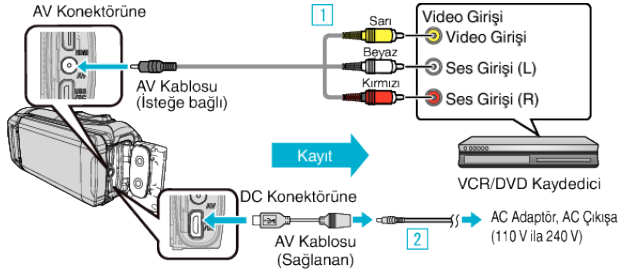 AV Konektörüne
1
Sarı
Video Girişi
Video Girişi
Beyaz
Ses Girişi (L)
Kırmızı
Ses Girişi (R)
AV
AV Kablosu
(İsteğe bağlı)
Kayıt
VCR/DVD Kaydedici
DC Konektörüne
AV Kablosu
(Sağlanan)
2
AC Adaptör, AC Çıkışa
(110 V ila 240 V)